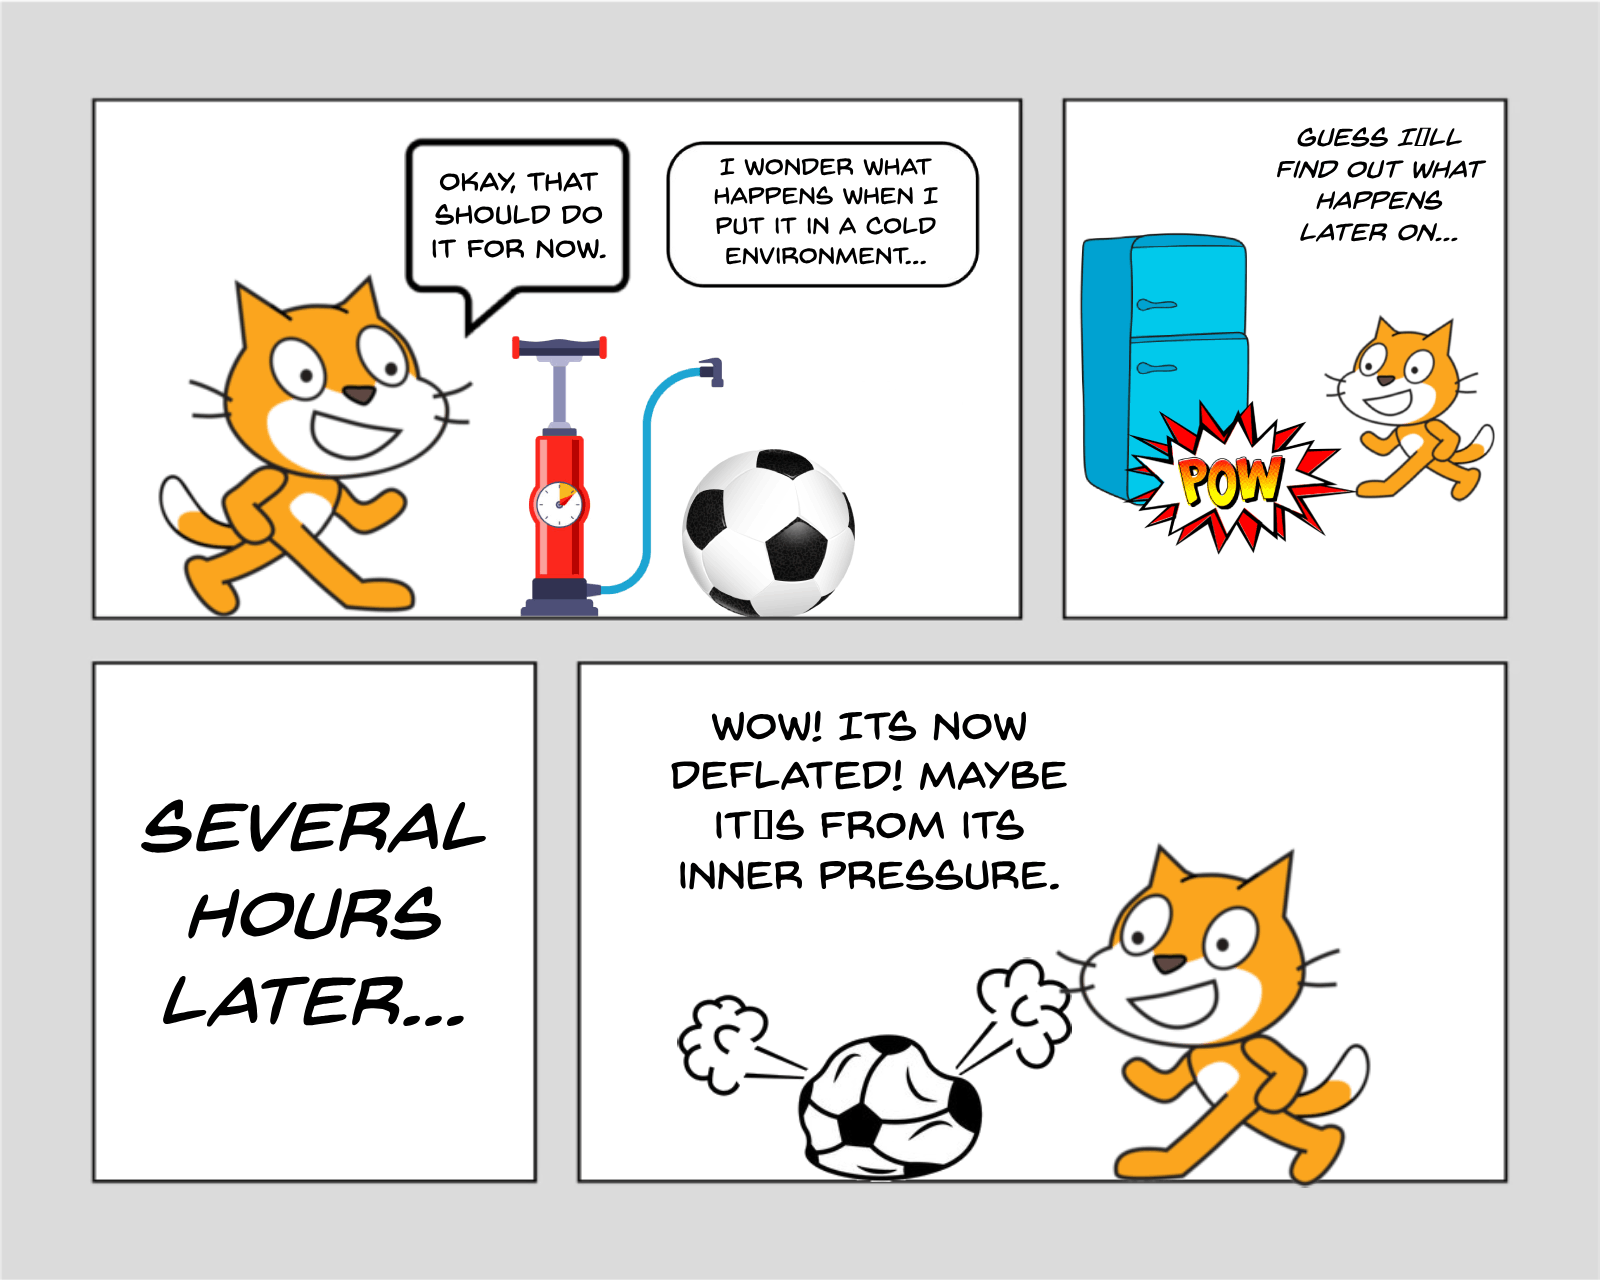 OKAY, THAT
SHOULD DO
IT FOR NOW.
I WONDER WHAT
HAPPENS WHEN I
PUT IT IN A COLD
ENVIRONMENT...
GUESS I▯LL
FIND OUT WHAT
HAPPENS
LATER ON...
POW
SEVERAL
HOURS
LATER...
WOW! ITS NOW
DEFLATED! MAYBE
IT▯S FROM ITS
INNER PRESSURE.